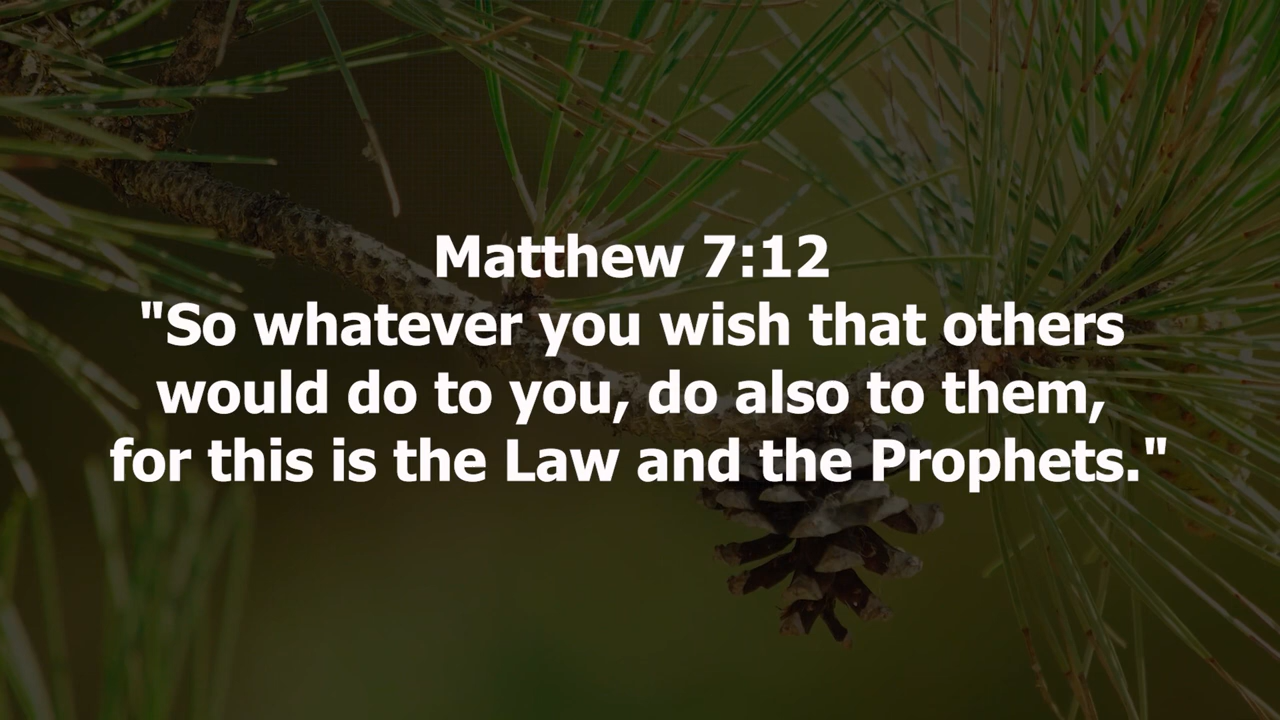 Matthew 7:12
"So whatever you wish that others
would do to you, do also to them,
for this is the Law and the Prophets."